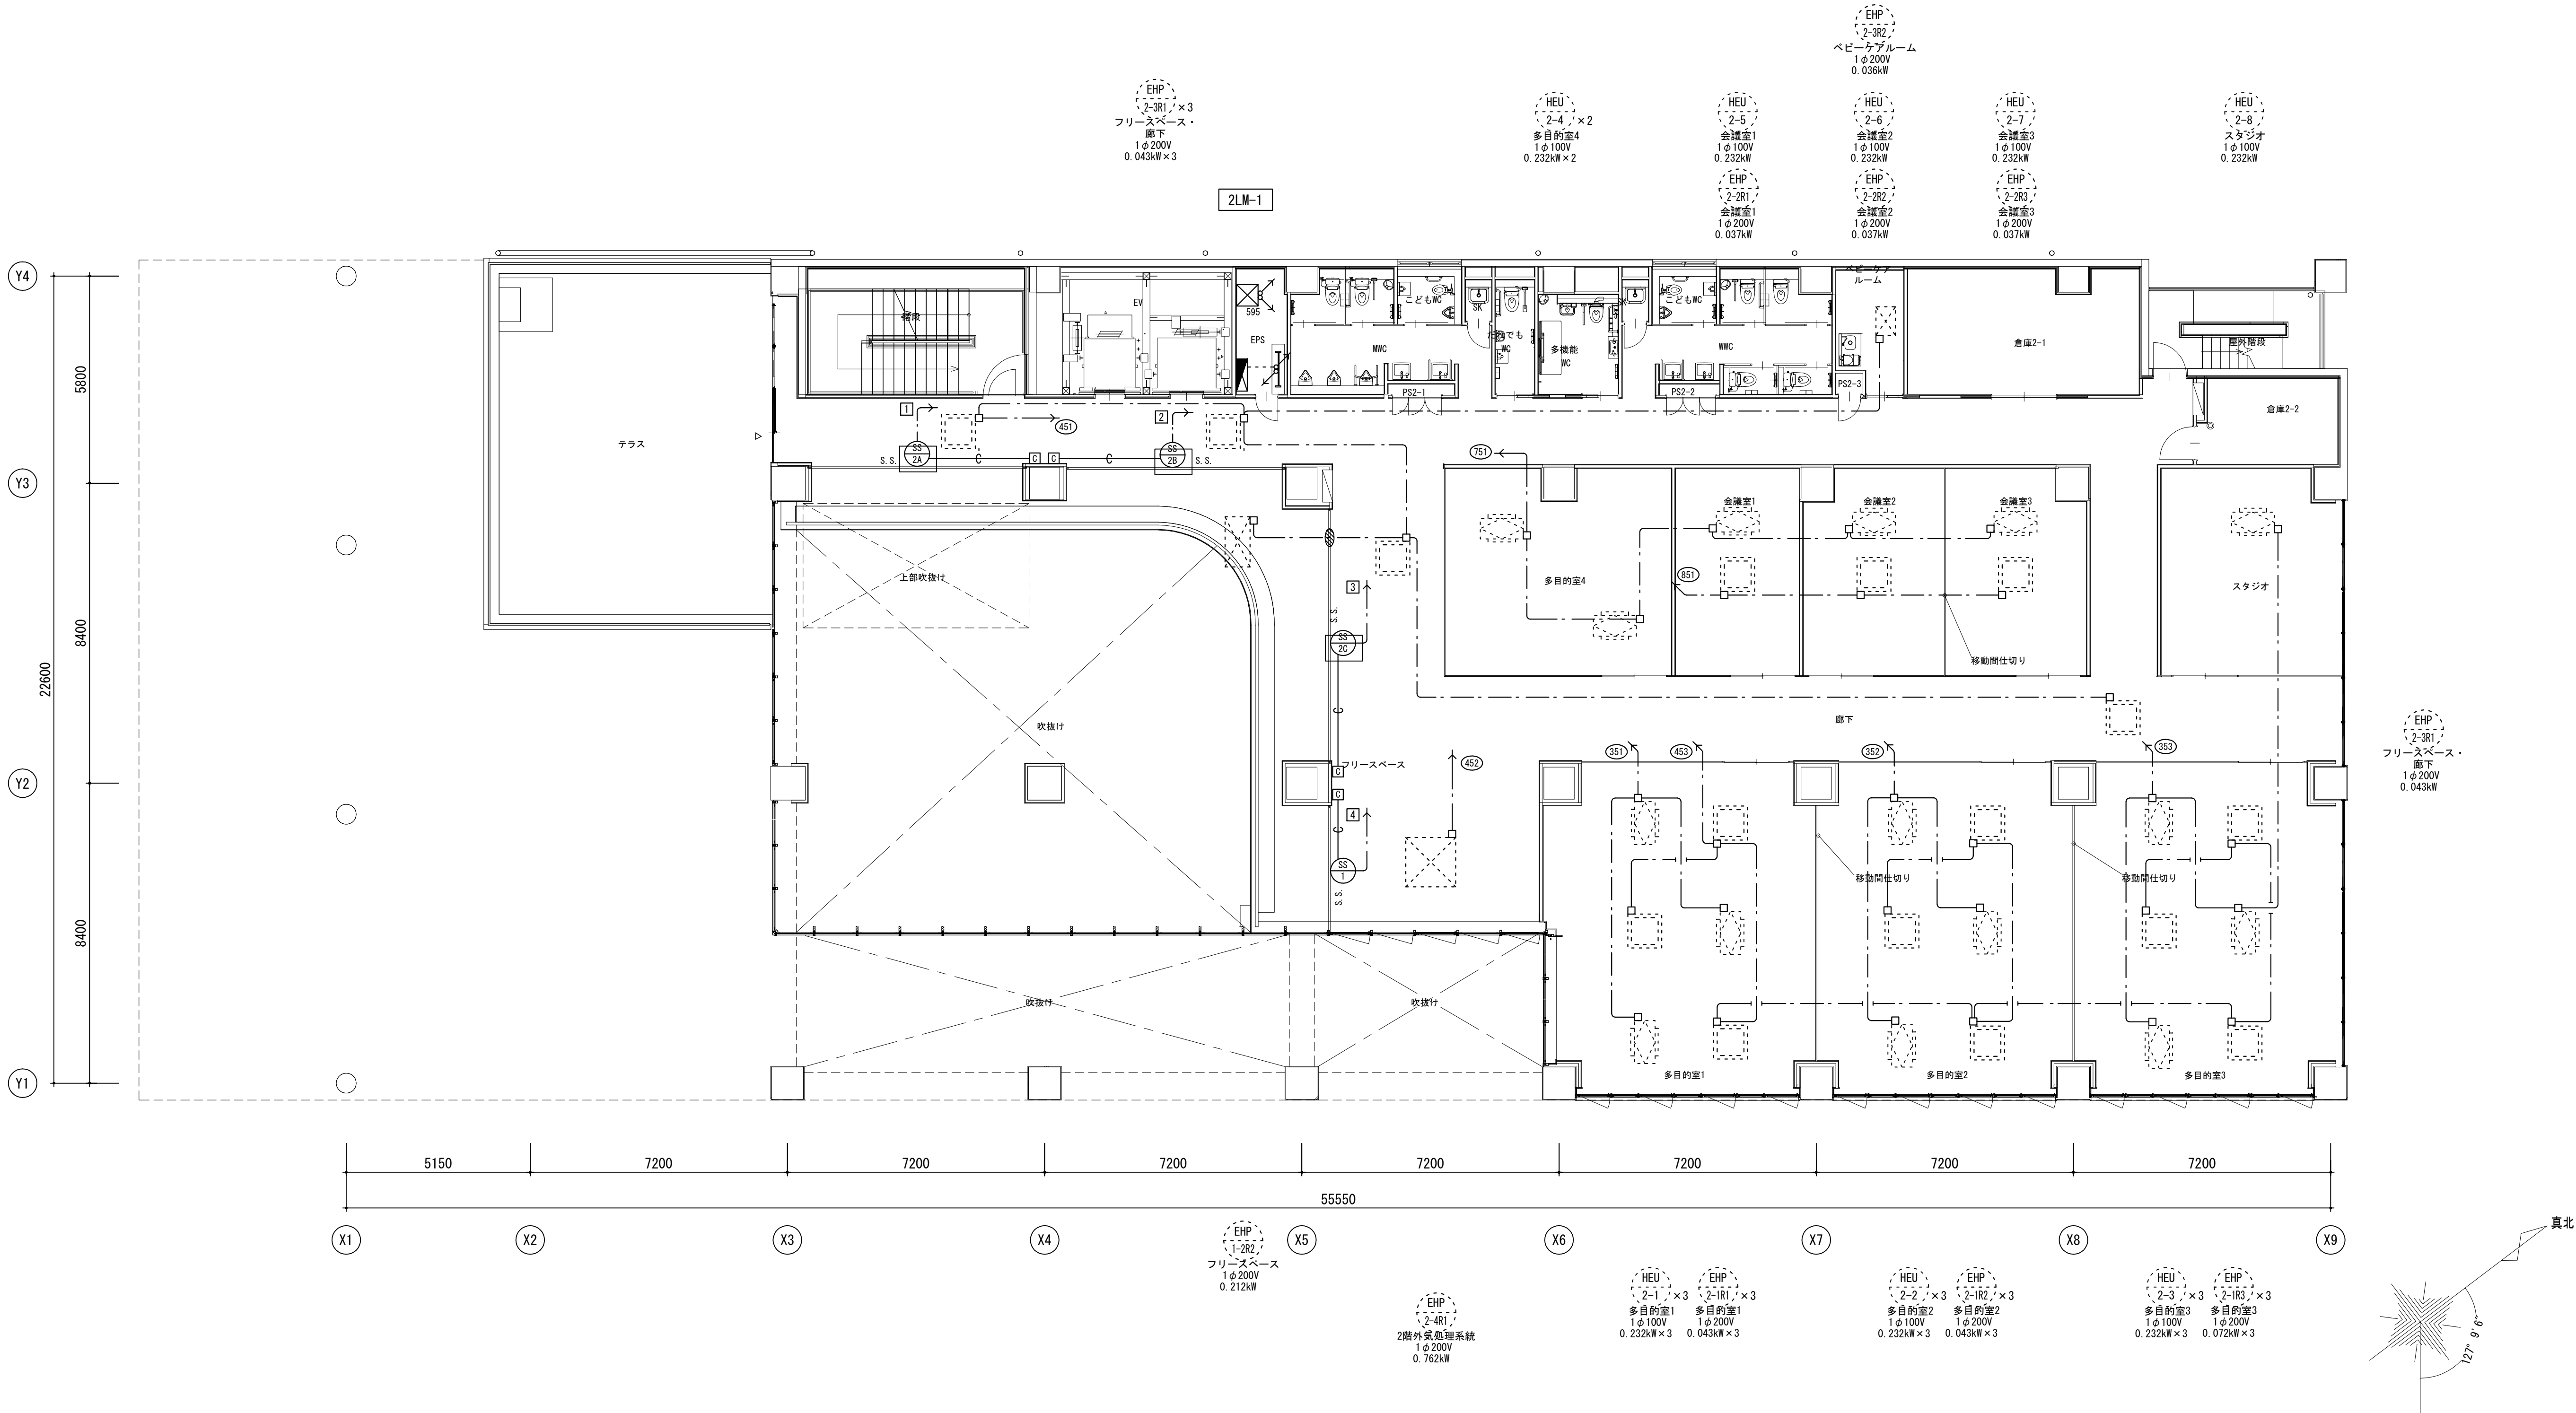 EHP
2-3R2
ベビーケアルーム
1φ200V
0.036kW
EHP
2-3R1 ×3
フリースペース・
廊下
1φ200V
0.043kW×3
HEU
2-4 ×2
多目的室4
1φ100V
0.232kW×2
HEU
2-5
会議室1
1φ100V
0.232kW
HEU
2-6
会議室2
1φ100V
0.232kW
HEU
2-7
会議室3
1φ100V
0.232kW
HEU
2-8
スタジオ
1φ100V
0.232kW
EHP
2-2R1
会議室1
1φ200V
0.037kW
EHP
2-2R2
会議室2
1φ200V
0.037kW
EHP
2-2R3
会議室3
1φ200V
0.037kW
2LM-1
Y4
5800
Y3
8400
22600
Y2
8400
Y1
テラス
階段
EV
595
EPS
MWC
こどもWC
SK
だれでも
WC
多機能
WC
こどもWC
WWC
ベビーケア
ルーム
倉庫2-1
屋外階段
倉庫2-2
PS2-1
PS2-2
PS2-3
1
2
451
S.S.
SS
2A
C
C
C
C
SS
2B
S.S.
751
上部吹抜け
吹抜け
3
S.S.
SS
2C
C
C
フリースペース
C
4
C
SS
1
S.S.
452
多目的室4
会議室1
会議室2
会議室3
851
移動間仕切り
スタジオ
廊下
351
453
352
353
移動間仕切り
移動間仕切り
吹抜け
吹抜け
多目的室1
多目的室2
多目的室3
EHP
2-3R1
フリースペース・
廊下
1φ200V
0.043kW
5150
7200
7200
7200
7200
7200
7200
7200
55550
X1
X2
X3
X4
X5
X6
X7
X8
X9
EHP
1-2R2
フリースペース
1φ200V
0.212kW
EHP
2-4R1
2階外気処理系統
1φ200V
0.762kW
HEU
2-1 ×3
多目的室1
1φ100V
0.232kW×3
EHP
2-1R1 ×3
多目的室1
1φ200V
0.043kW×3
HEU
2-2 ×3
多目的室2
1φ100V
0.232kW×3
EHP
2-1R2 ×3
多目的室2
1φ200V
0.043kW×3
HEU
2-3 ×3
多目的室3
1φ100V
0.232kW×3
EHP
2-1R3 ×3
多目的室3
1φ200V
0.072kW×3
真北
127° 9'.6"